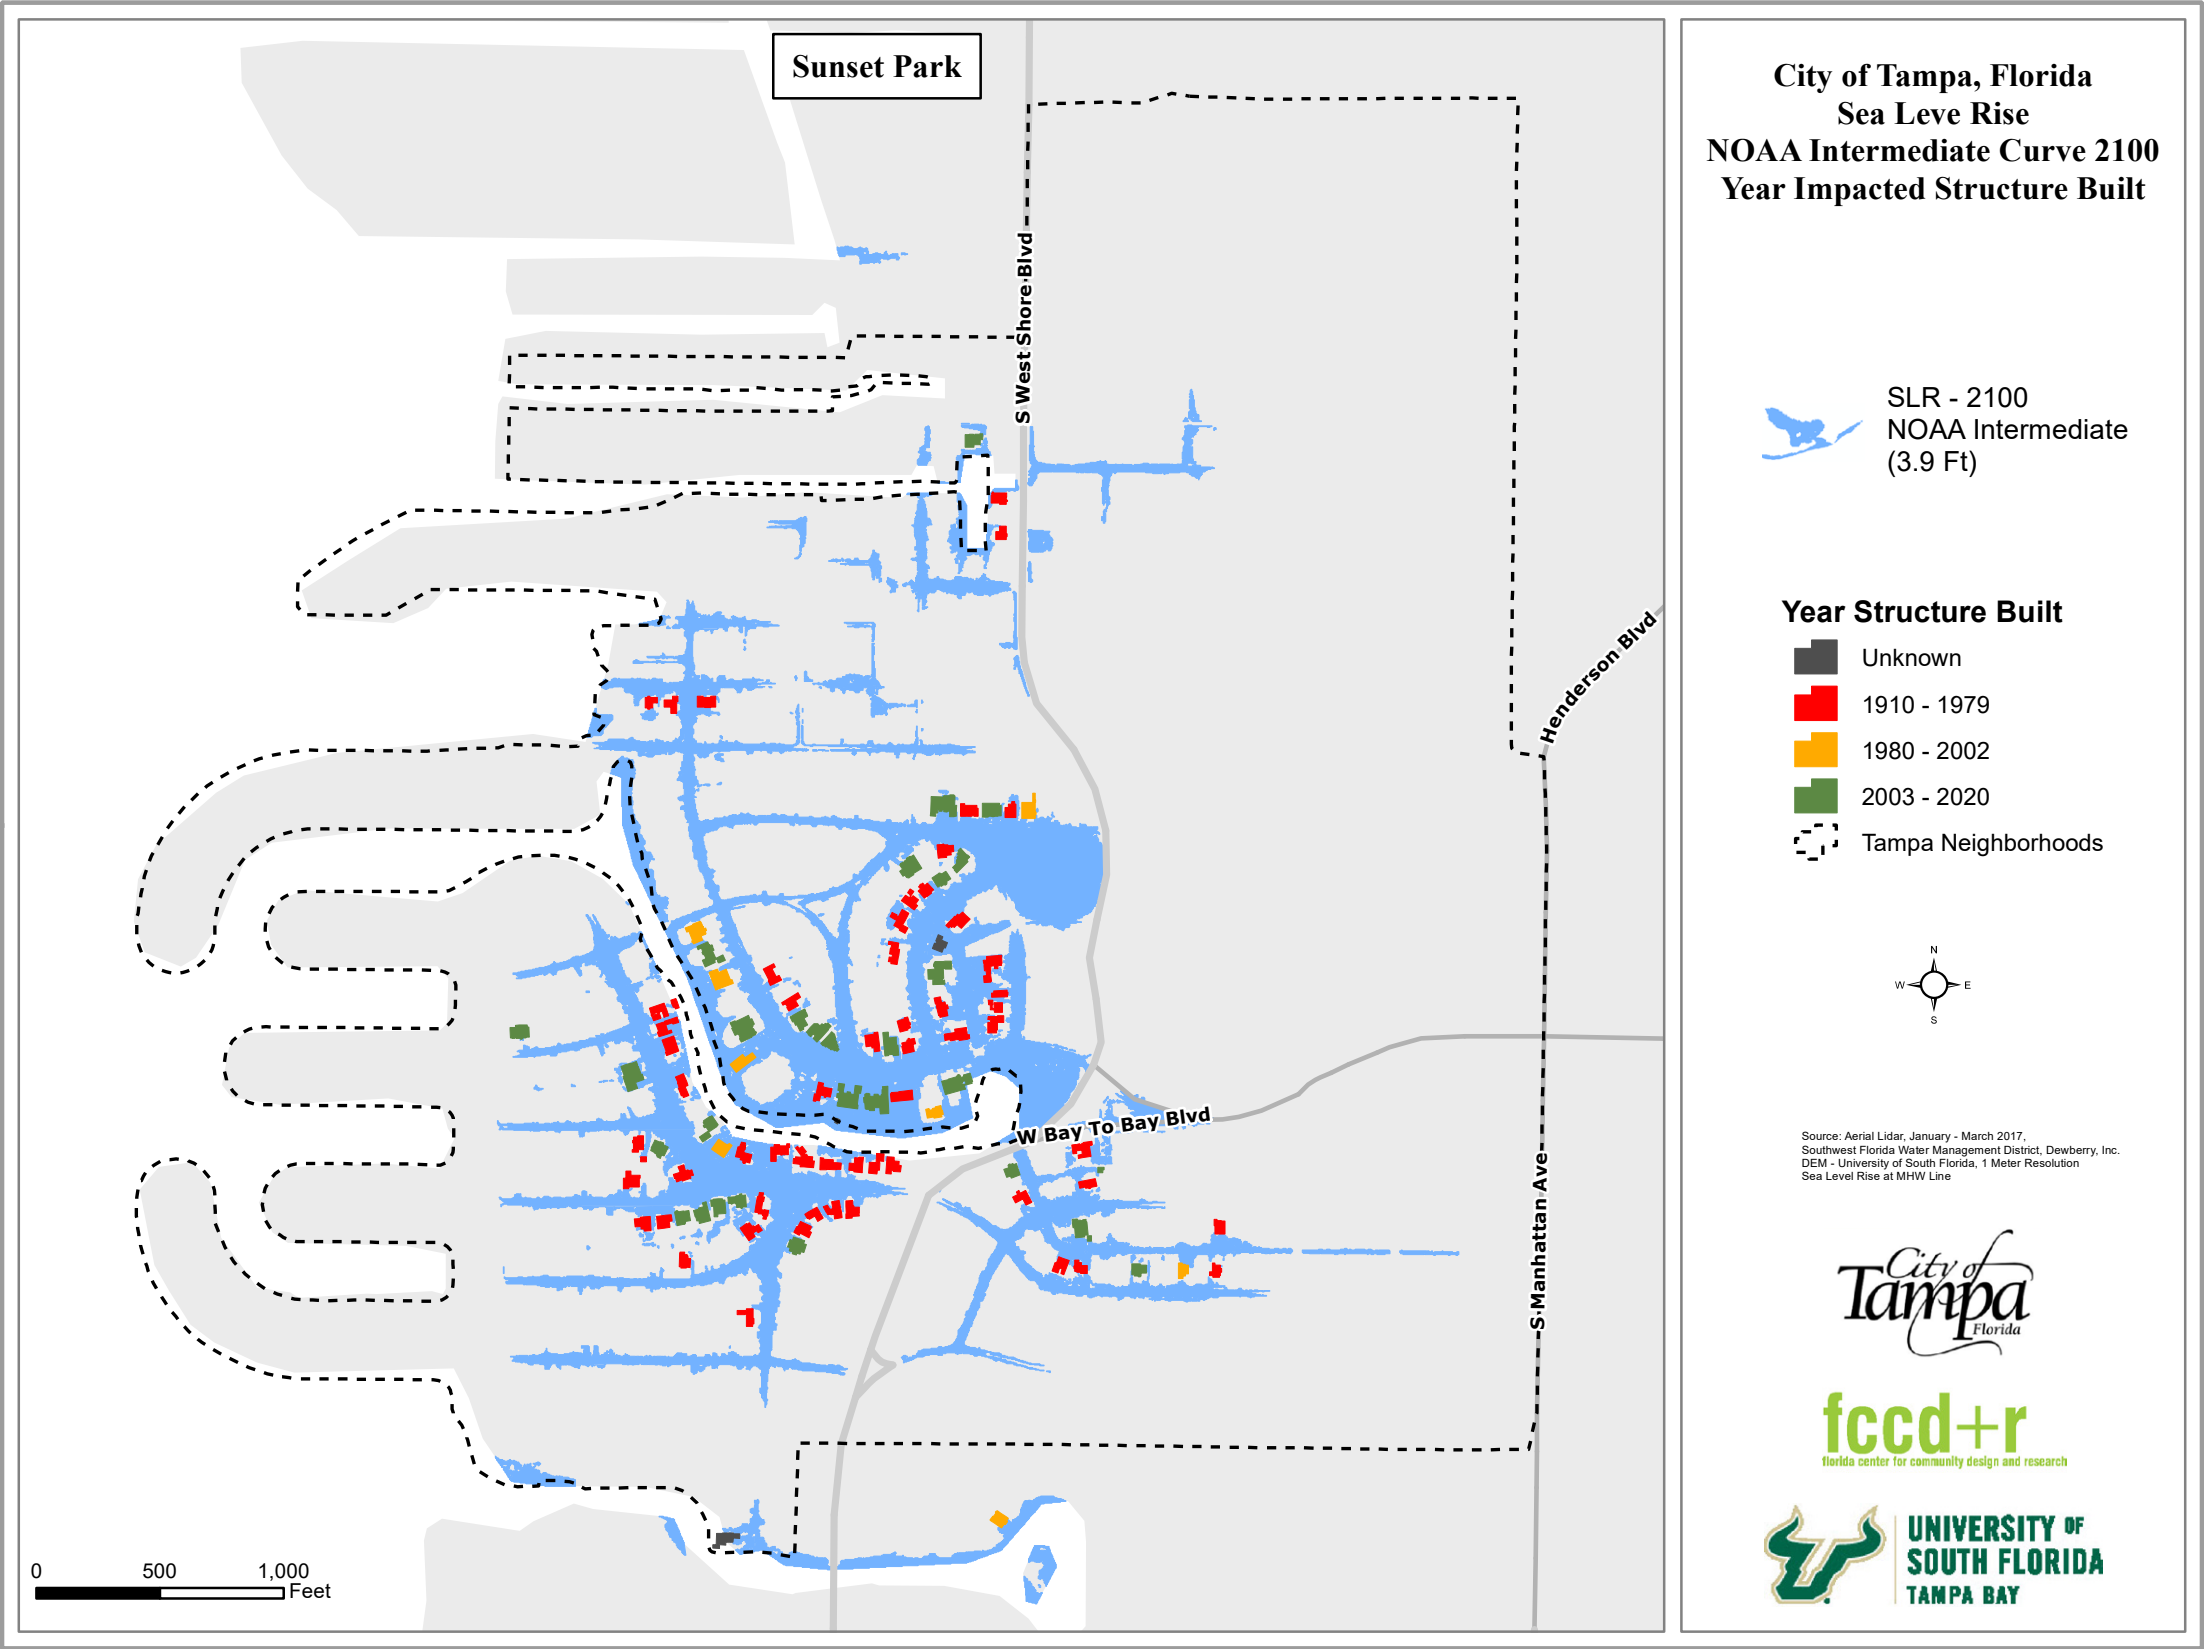 Sunset Park
S West Shore Blvd
Henderson Blvd
W Bay To Bay Blvd
S Manhattan Ave
0 500 1,000
Feet
City of Tampa, Florida
Sea Leve Rise
NOAA Intermediate Curve 2100
Year Impacted Structure Built
SLR - 2100
NOAA Intermediate
(3.9 Ft)
Year Structure Built
Unknown
1910 - 1979
1980 - 2002
2003 - 2020
Tampa Neighborhoods
N
W E
S
Source: Aerial Lidar, January - March 2017,
Southwest Florida Water Management District, Dewberry, Inc.
DEM - University of South Florida, 1 Meter Resolution
Sea Level Rise at MHW Line
City of
Tampa
Florida
fccd+r
florida center for community design and research
UNIVERSITY OF
SOUTH FLORIDA
TAMPA BAY